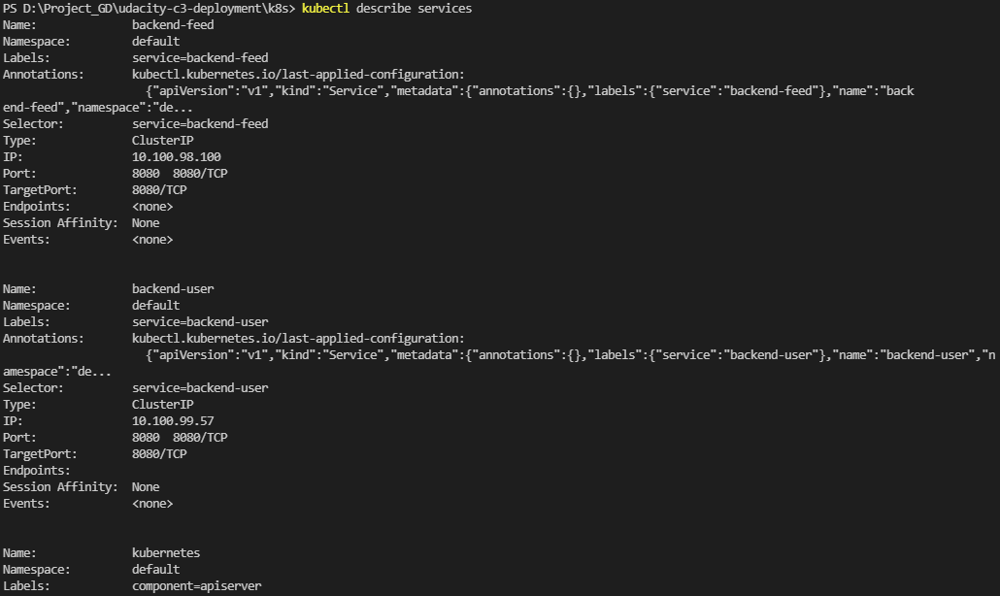 PS D:\Project_GD\udacity-c3-deployment\k8s> kubectl describe services
Name:              backend-feed
Namespace:         default
Labels:            service=backend-feed
Annotations:       kubectl.kubernetes.io/last-applied-configuration:
                     {"apiVersion":"v1","kind":"Service","metadata":{"annotations":{},"labels":{"service":"backend-feed"},"name":"back
end-feed","namespace":"de...
Selector:          service=backend-feed
Type:              ClusterIP
IP:                10.100.98.100
Port:              8080  8080/TCP
TargetPort:        8080/TCP
Endpoints:         <none>
Session Affinity:  None
Events:            <none>
Name:              backend-user
Namespace:         default
Labels:            service=backend-user
Annotations:       kubectl.kubernetes.io/last-applied-configuration:
                     {"apiVersion":"v1","kind":"Service","metadata":{"annotations":{},"labels":{"service":"backend-user"},"name":"backend-user","n
amespace":"de...
Selector:          service=backend-user
Type:              ClusterIP
IP:                10.100.99.57
Port:              8080  8080/TCP
TargetPort:        8080/TCP
Endpoints:
Session Affinity:  None
Events:            <none>
Name:              kubernetes
Namespace:         default
Labels:            component=apiserver